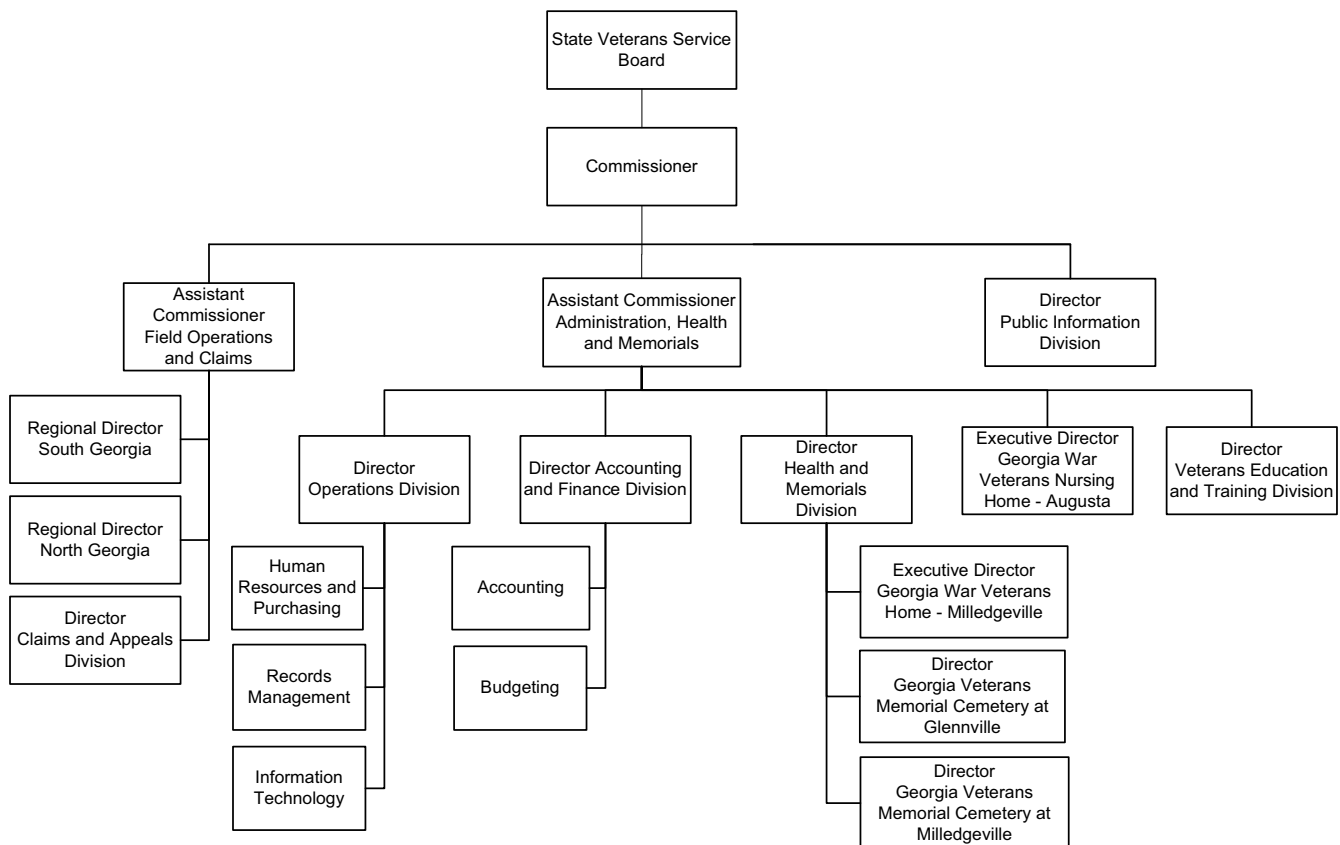 State Veterans Service
Board
Commissioner
Assistant
Commissioner
Field Operations
and Claims
Assistant Commissioner
Administration, Health
and Memorials
Director
Public Information
Division
Regional Director
South Georgia
Regional Director
North Georgia
Director
Claims and Appeals
Division
Director
Operations Division
Director Accounting
and Finance Division
Director
Health and
Memorials
Division
Executive Director
Georgia War
Veterans Nursing
Home - Augusta
Director
Veterans Education
and Training Division
Human
Resources and
Purchasing
Records
Management
Information
Technology
Accounting
Budgeting
Executive Director
Georgia War Veterans
Home - Milledgeville
Director
Georgia Veterans
Memorial Cemetery at
Glennville
Director
Georgia Veterans
Memorial Cemetery at
Milledgeville